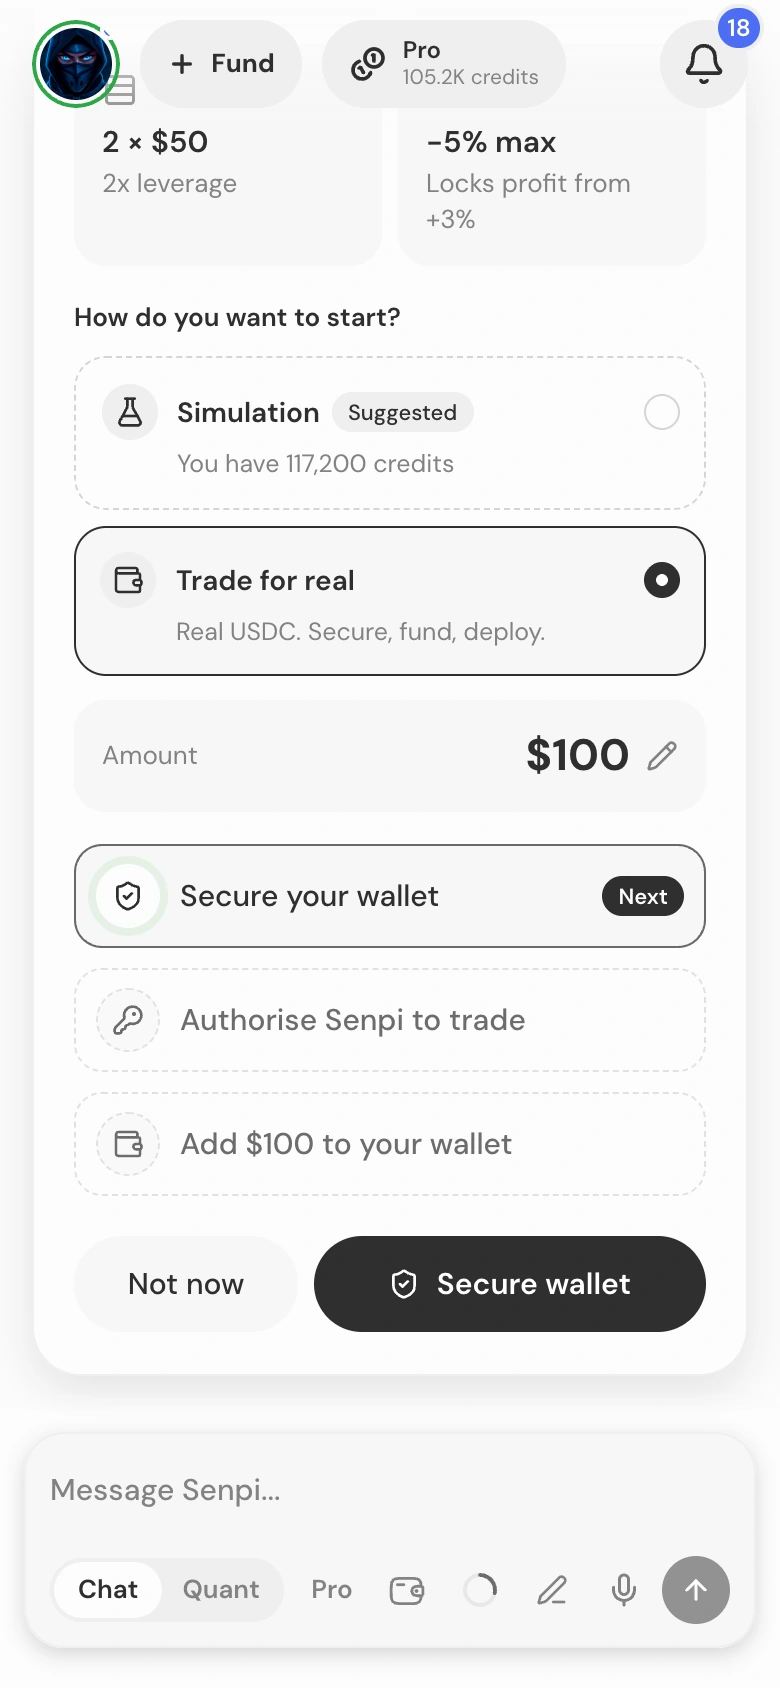 18
Fund
Pro
105.2K credits
2 × $50
2x leverage
-5% max
Locks profit from
+3%
How do you want to start?
Simulation
Suggested
You have 117,200 credits
Trade for real
Real USDC. Secure, fund, deploy.
Amount
$100
Secure your wallet
Next
Authorise Senpi to trade
Add $100 to your wallet
Not now
Secure wallet
Message Senpi...
Chat
Quant
Pro